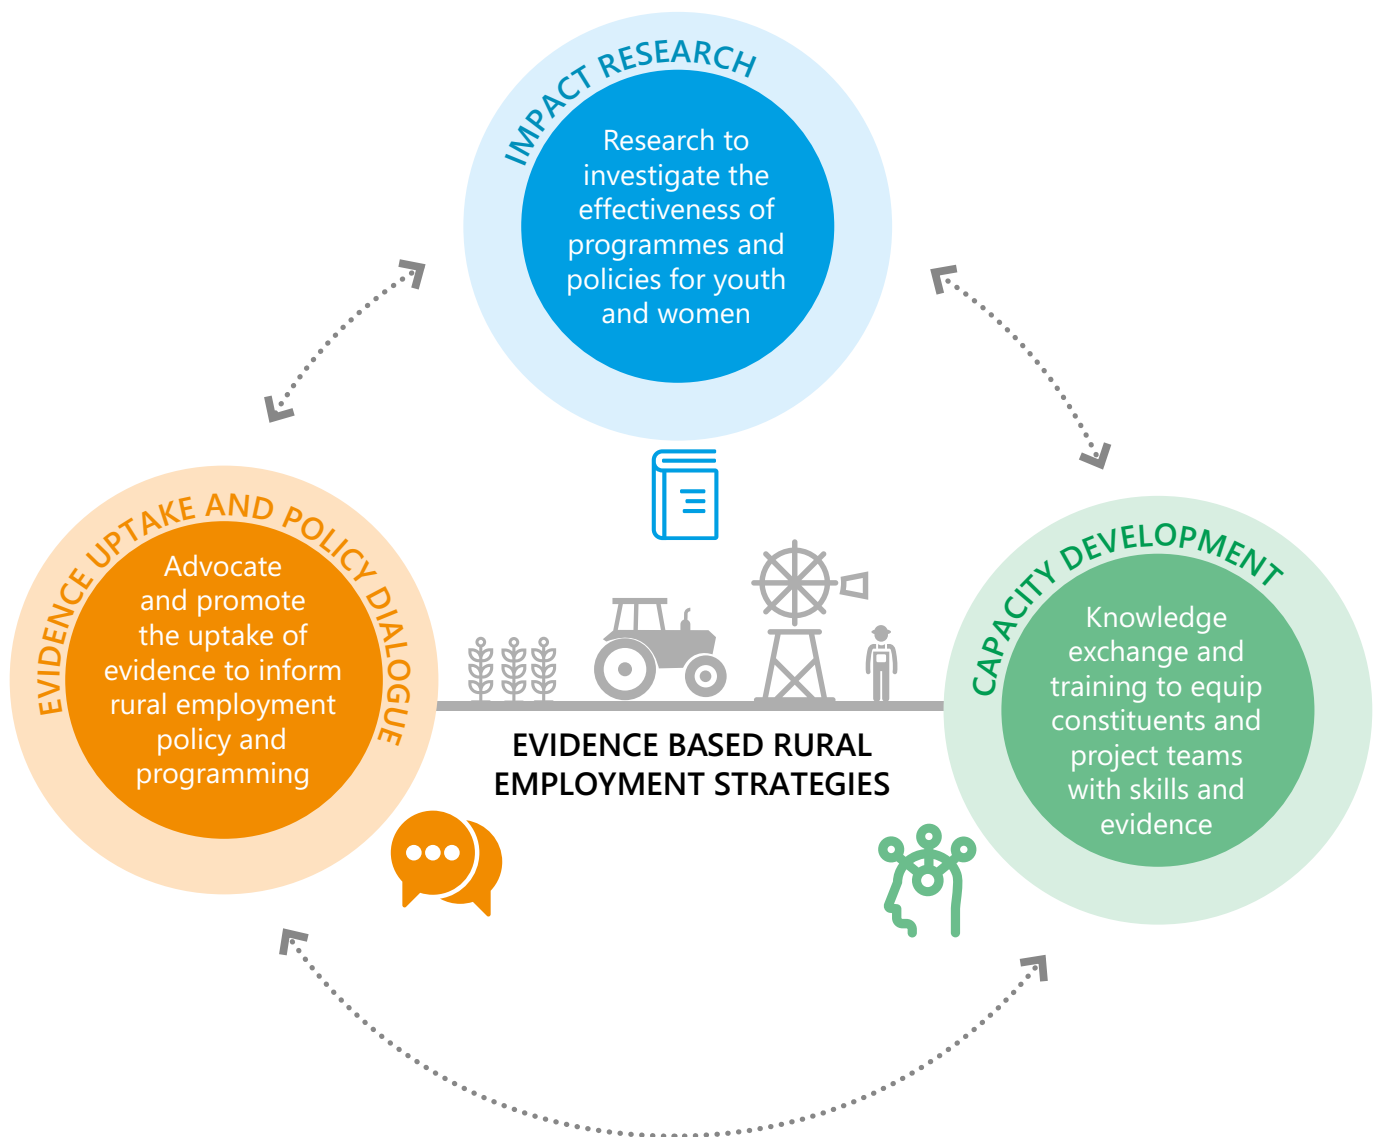 IMPACT RESEARCH
Research to
investigate the
effectiveness of
programmes and
policies for youth
and women
EVIDENCE UPTAKE AND POLICY DIALOGUE
Advocate
and promote
the uptake of
evidence to inform
rural employment
policy and
programming
CAPACITY DEVELOPMENT
Knowledge
exchange and
training to equip
constituents and
project teams
with skills and
evidence
EVIDENCE BASED RURAL
EMPLOYMENT STRATEGIES